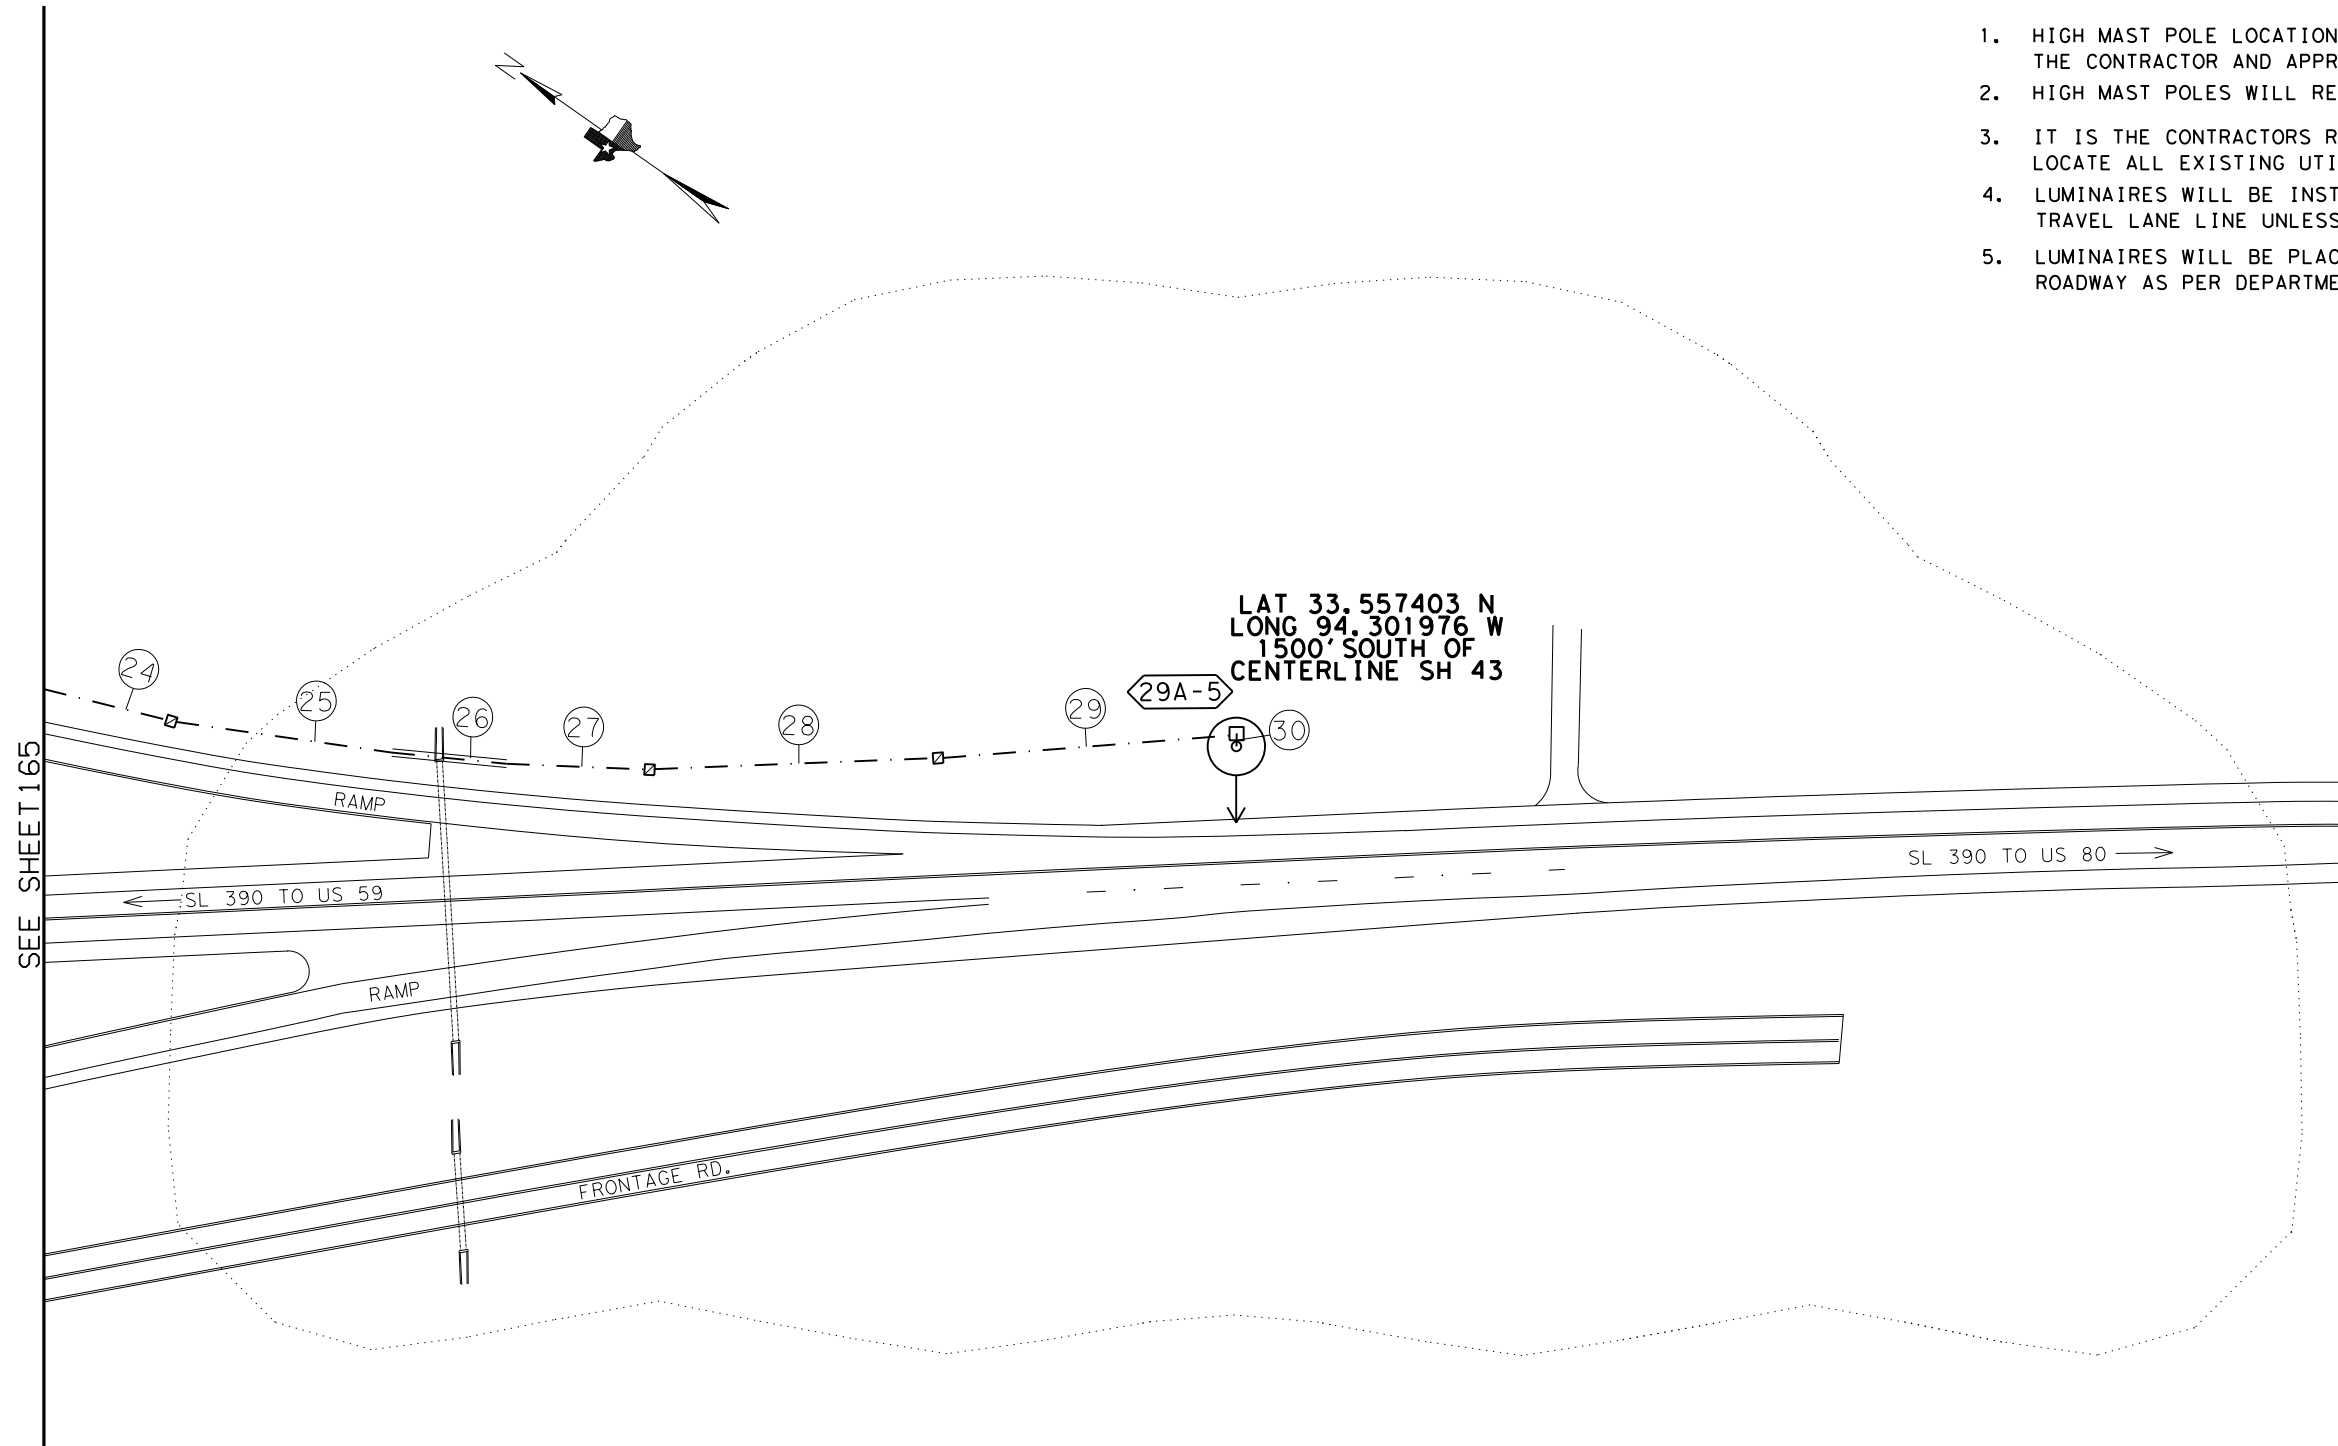 1. HIGH MAST POLE LOCATION
THE CONTRACTOR AND APPR
2. HIGH MAST POLES WILL RE
3. IT IS THE CONTRACTORS R
LOCATE ALL EXISTING UTI
4. LUMINAIRES WILL BE INST
TRAVEL LANE LINE UNLESS
5. LUMINAIRES WILL BE PLAC
ROADWAY AS PER DEPARTME
N
LAT 33.557403 N
LONG 94.301976 W
1500' SOUTH OF
CENTERLINE SH 43
29A-5
24
25
26
27
28
29
30
SEE SHEET 165
RAMP
SL 390 TO US 59
SL 390 TO US 80
RAMP
FRONTAGE RD.